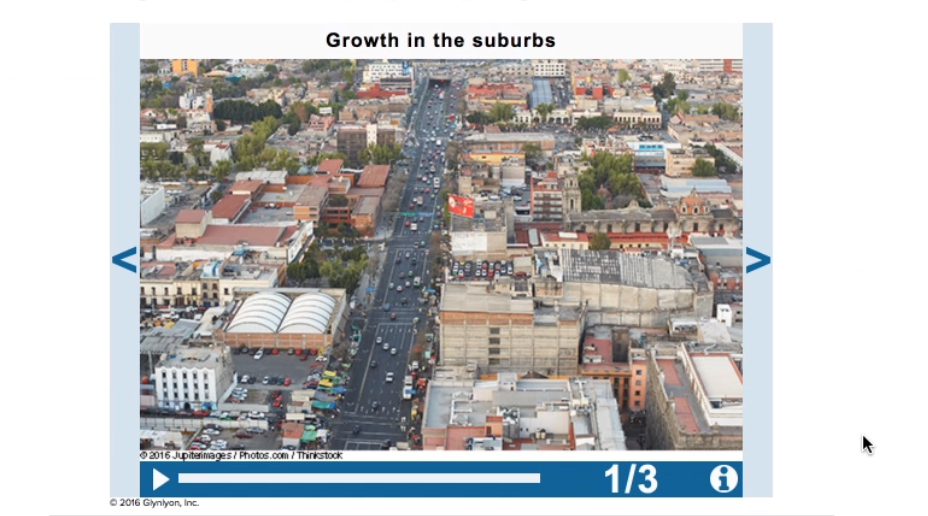 Growth in the suburbs
<
>
© 2016 Jupiterimages / Photos.com / Thinkstock
1/3
i
© 2016 Glynlyon, Inc.